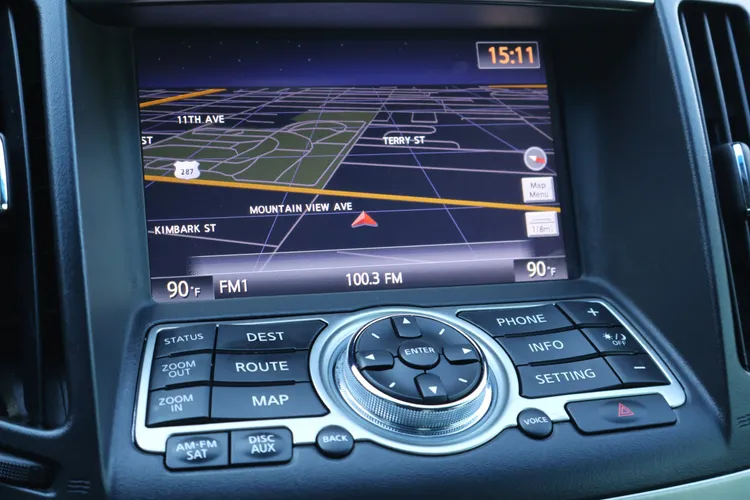 15:11
11TH AVE
ST
TERRY ST
287
Map
Menu
MOUNTAIN VIEW AVE
1/8m
KIMBARK ST
90°F
FM1
100.3 FM
90°F
STATUS
DEST
ZOOM
OUT
ROUTE
ZOOM
IN
MAP
AM·FM
SAT
DISC
AUX
BACK
ENTER
PHONE
+
INFO
OFF
SETTING
−
VOICE